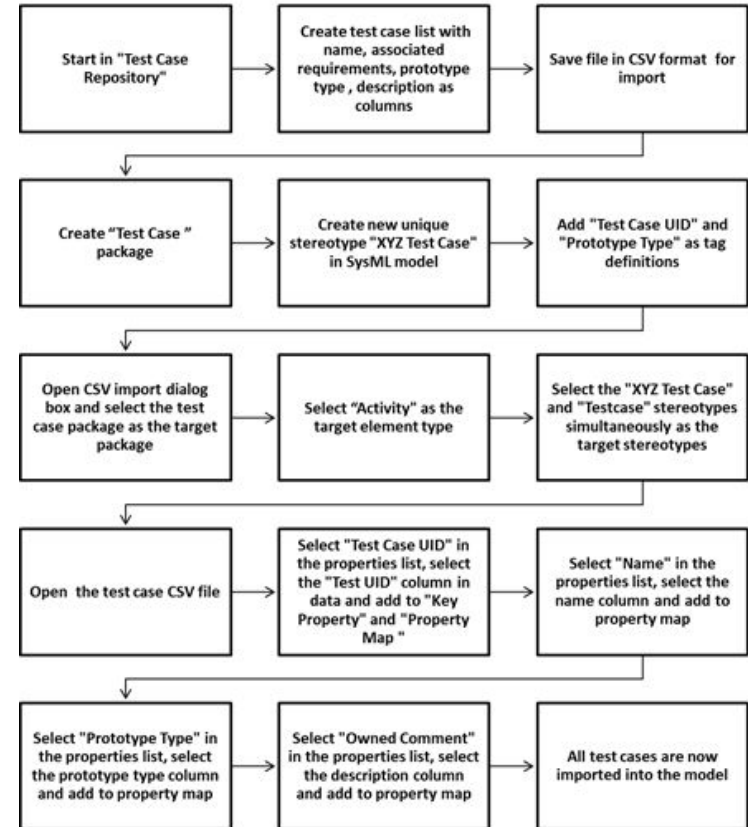 Start in "Test Case
Repository"
Create test case list with
name, associated
requirements, prototype
type , description as
columns
Save file in CSV format  for
import
Create “Test Case ”
package
Create new unique
stereotype "XYZ Test Case"
in SysML model
Add "Test Case UID" and
"Prototype Type" as tag
definitions
Open CSV import dialog
box and select the test
case package as the target
package
Select “Activity” as the
target element type
Select the "XYZ Test Case"
and "Testcase" stereotypes
simultaneously as the
target stereotypes
Open  the test case CSV file
Select "Test Case UID" in
the properties list, select
the "Test UID" column in
data and add to "Key
Property" and "Property
Map "
Select "Name" in the
properties list, select the
name column and add to
property map
Select "Prototype Type" in
the properties list, select
the prototype type column
and add to property map
Select "Owned Comment"
in the properties list, select
the description column
and add to property map
All test cases are now
imported into the model